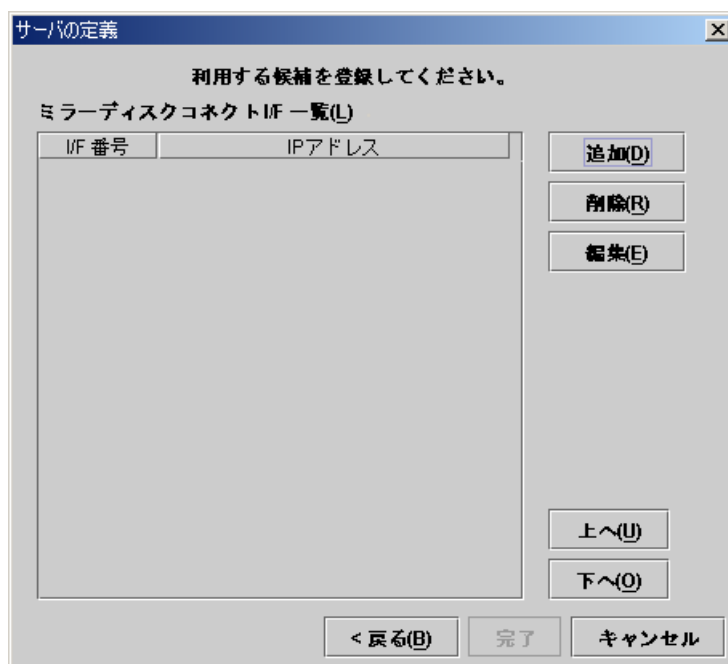 サーバの定義
利用する候補を登録してください。
ミラーディスクコネクトI/F 一覧(L)
I/F 番号 IPアドレス
追加(D)
削除(R)
編集(E)
上へ(U)
下へ(O)
< 戻る(B) 完了 キャンセル